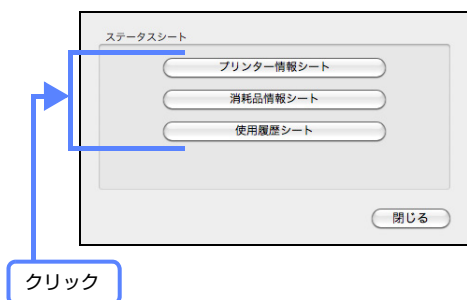 ステータスシート
プリンター情報シート
消耗品情報シート
使用履歴シート
閉じる
クリック